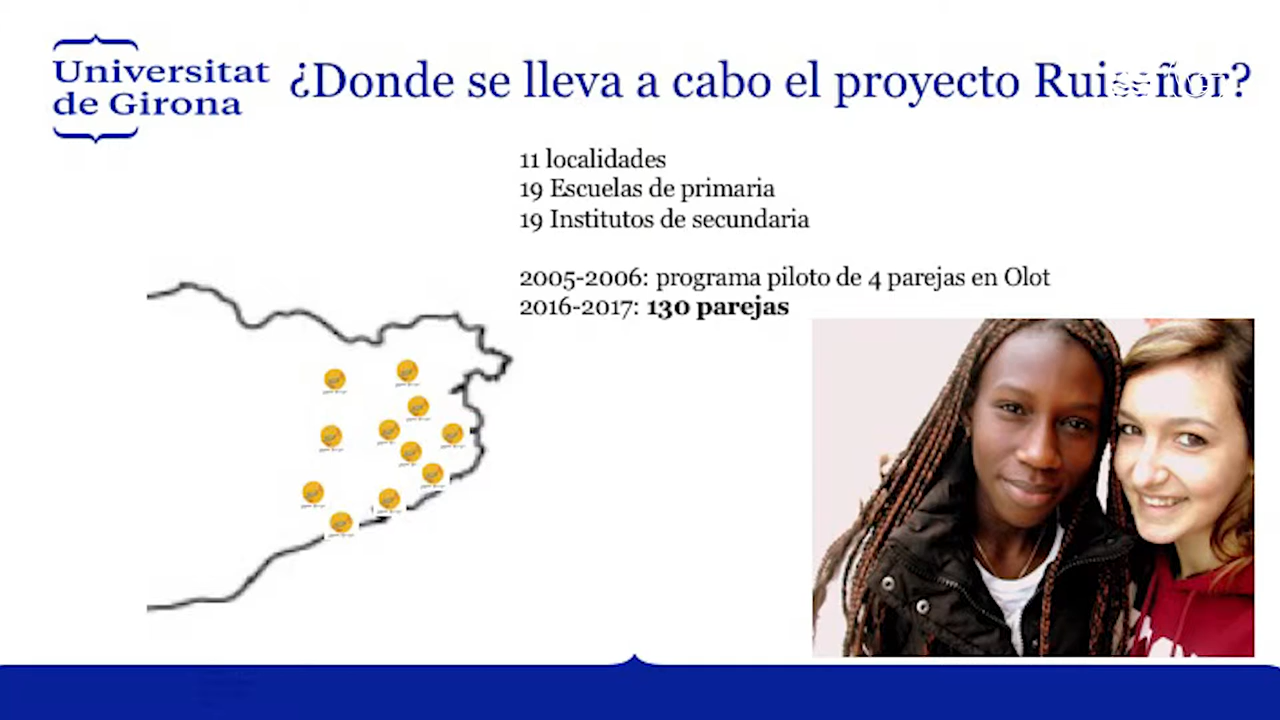 Universitat
de Girona
¿Donde se lleva a cabo el proyecto Ruiseñor?
11 localidades
19 Escuelas de primaria
19 Institutos de secundaria
2005-2006: programa piloto de 4 parejas en Olot
2016-2017: 130 parejas